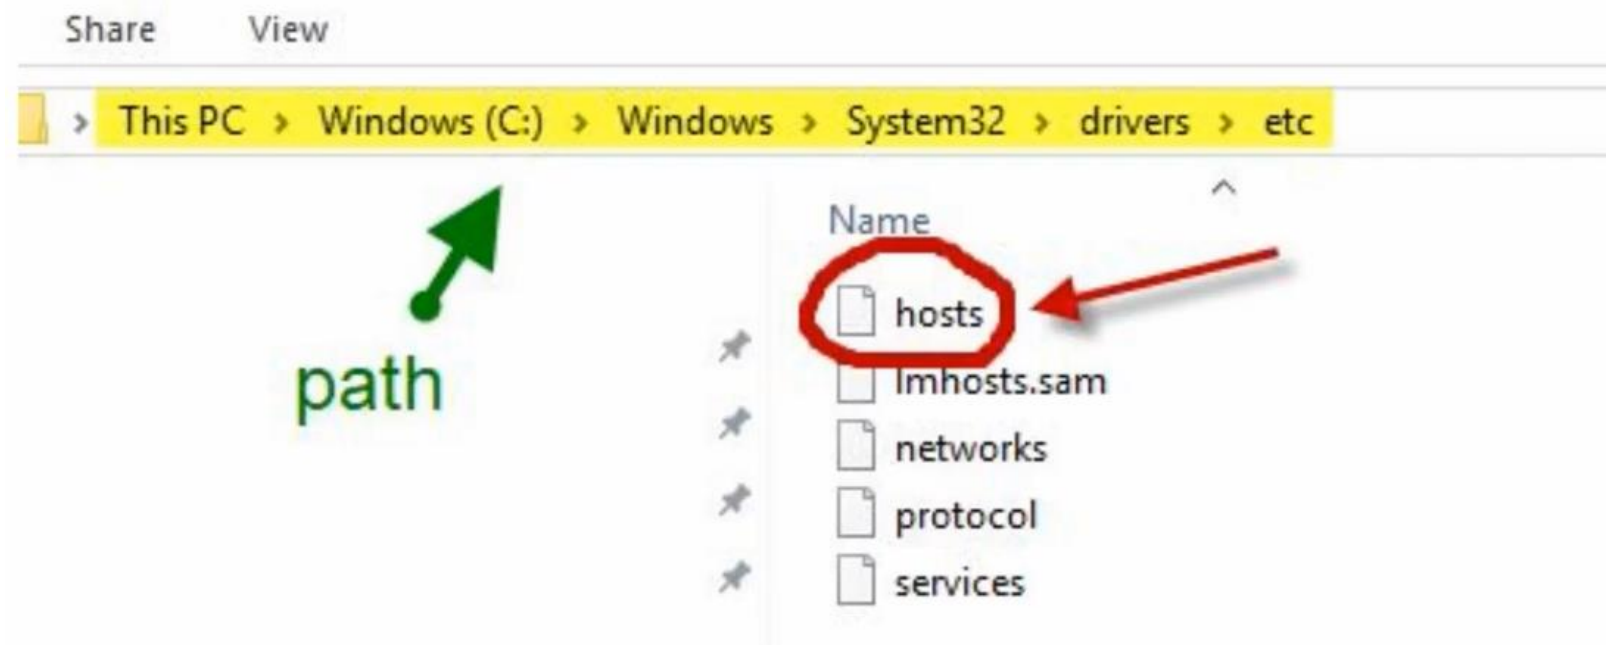 Share View
This PC > Windows (C:) > Windows > System32 > drivers > etc
Name
hosts
lmhosts.sam
networks
protocol
services
path